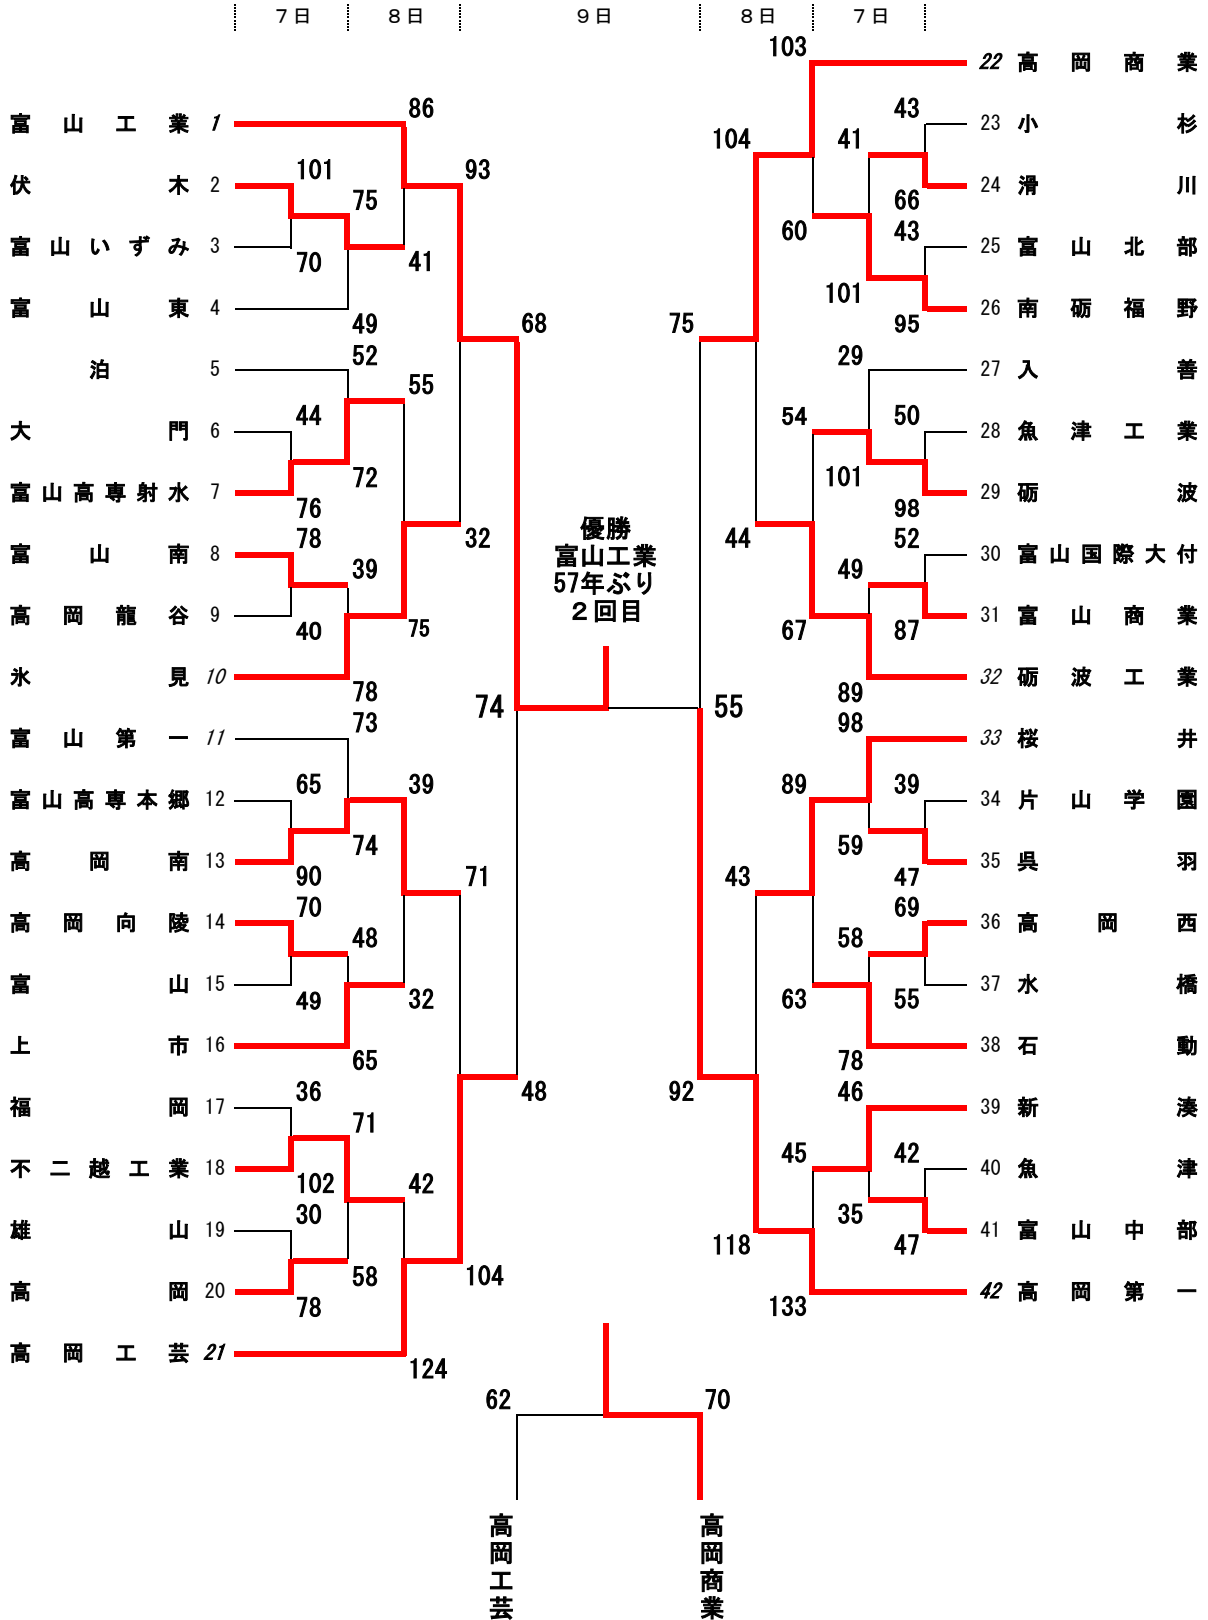 7日 8日 9日 8日 7日
富山工業 1
伏木 2
富山いずみ 3
富山東 4
泊 5
大門 6
富山高専射水 7
富山南 8
高岡龍谷 9
氷見 10
富山第一 11
富山高専本郷 12
高岡南 13
高岡向陵 14
富山 15
上市 16
福岡 17
不二越工業 18
雄山 19
高岡 20
高岡工芸 21
101
70
44
76
78
40
65
90
70
49
36
102
30
78
75
49
52
72
39
78
73
74
48
65
71
58
86
41
55
75
39
32
42
124
93
32
71
104
68
48
74
優勝
富山工業
57年ぶり
2回目
55
75
92
104
44
43
118
103
60
54
67
89
63
45
133
41
101
29
101
49
89
98
59
58
78
46
35
43
66
43
95
50
98
52
87
39
47
69
55
42
47
22 高岡商業
23 小杉
24 滑川
25 富山北部
26 南砺福野
27 入善
28 魚津工業
29 砺波
30 富山国際大付
31 富山商業
32 砺波工業
33 桜井
34 片山学園
35 呉羽
36 高岡西
37 水橋
38 石動
39 新湊
40 魚津
41 富山中部
42 高岡第一
62
70
高岡工芸
高岡商業